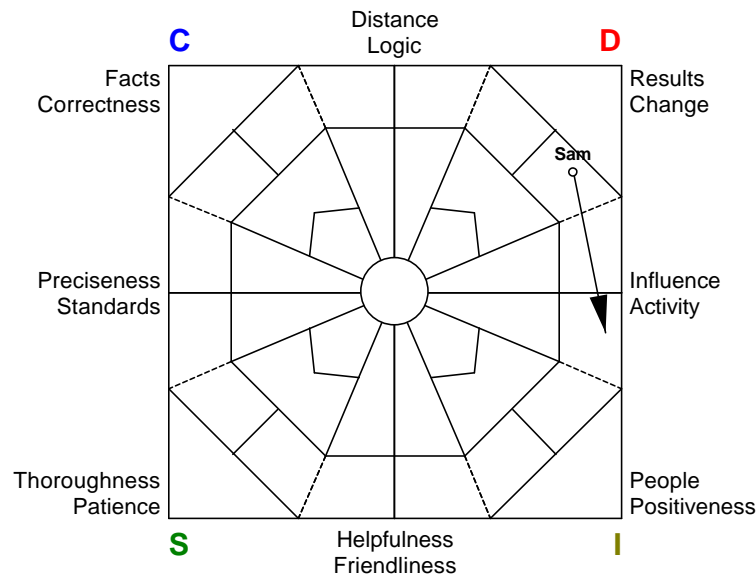 C
Distance
Logic
D
Facts
Correctness
Results
Change
Sam
Preciseness
Standards
Influence
Activity
Thoroughness
Patience
People
Positiveness
S
Helpfulness
Friendliness
I